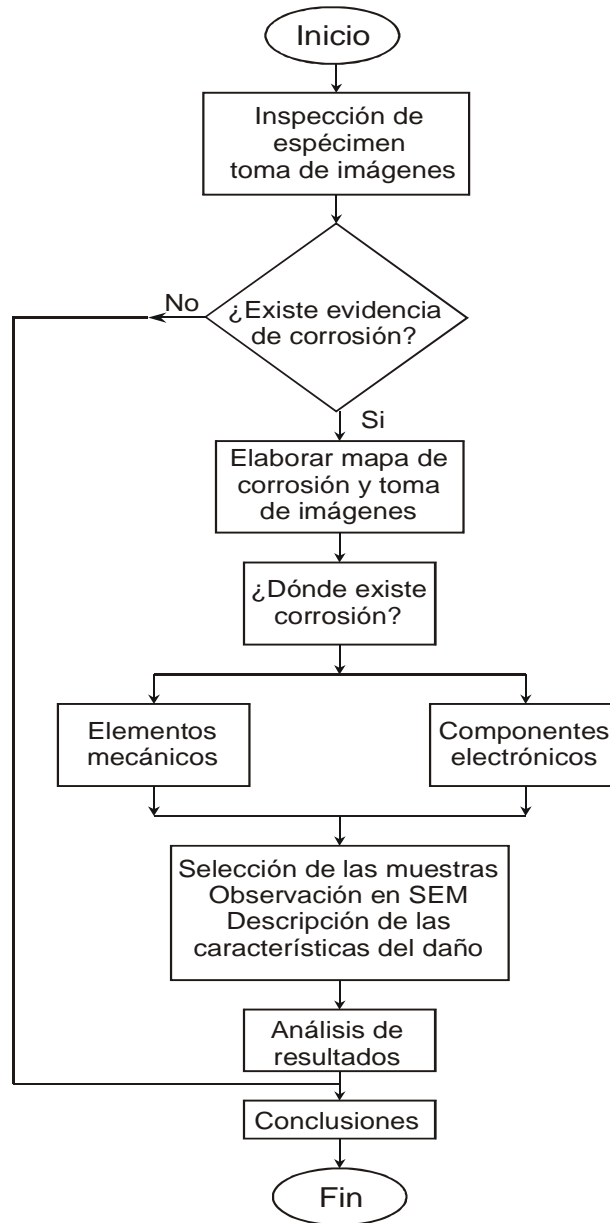 Inicio
Inspección de
espécimen
toma de imágenes
No
¿Existe evidencia
de corrosión?
Si
Elaborar mapa de
corrosión y toma
de imágenes
¿Dónde existe
corrosión?
Elementos
mecánicos
Componentes
electrónicos
Selección de las muestras
Observación en SEM
Descripción de las
características del daño
Análisis de
resultados
Conclusiones
Fin